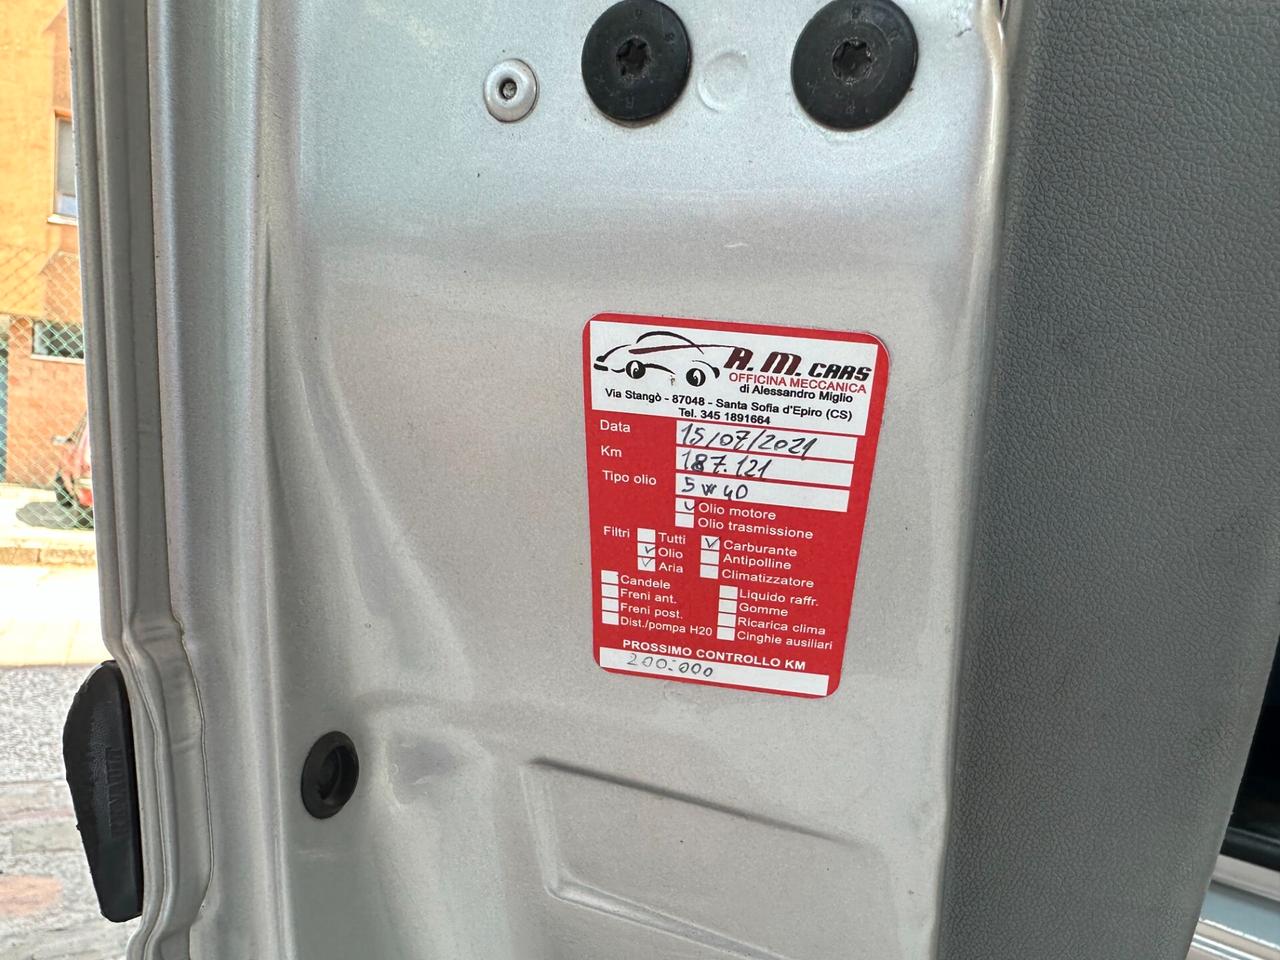 A. M. CARS
OFFICINA MECCANICA
di Alessandro Miglio
Via Stangò - 87048 - Santa Sofia d'Epiro (CS)
Tel. 345 1891664
Data 15/07/2021
Km 187.121
Tipo olio 5w40
Olio motore
Olio trasmissione
Filtri Tutti Carburante
Olio Antipolline
Aria Climatizzatore
Candele Liquido raffr.
Freni ant. Gomme
Freni post. Ricarica clima
Dist./pompa H20 Cinghie ausiliari
PROSSIMO CONTROLLO KM
200.000